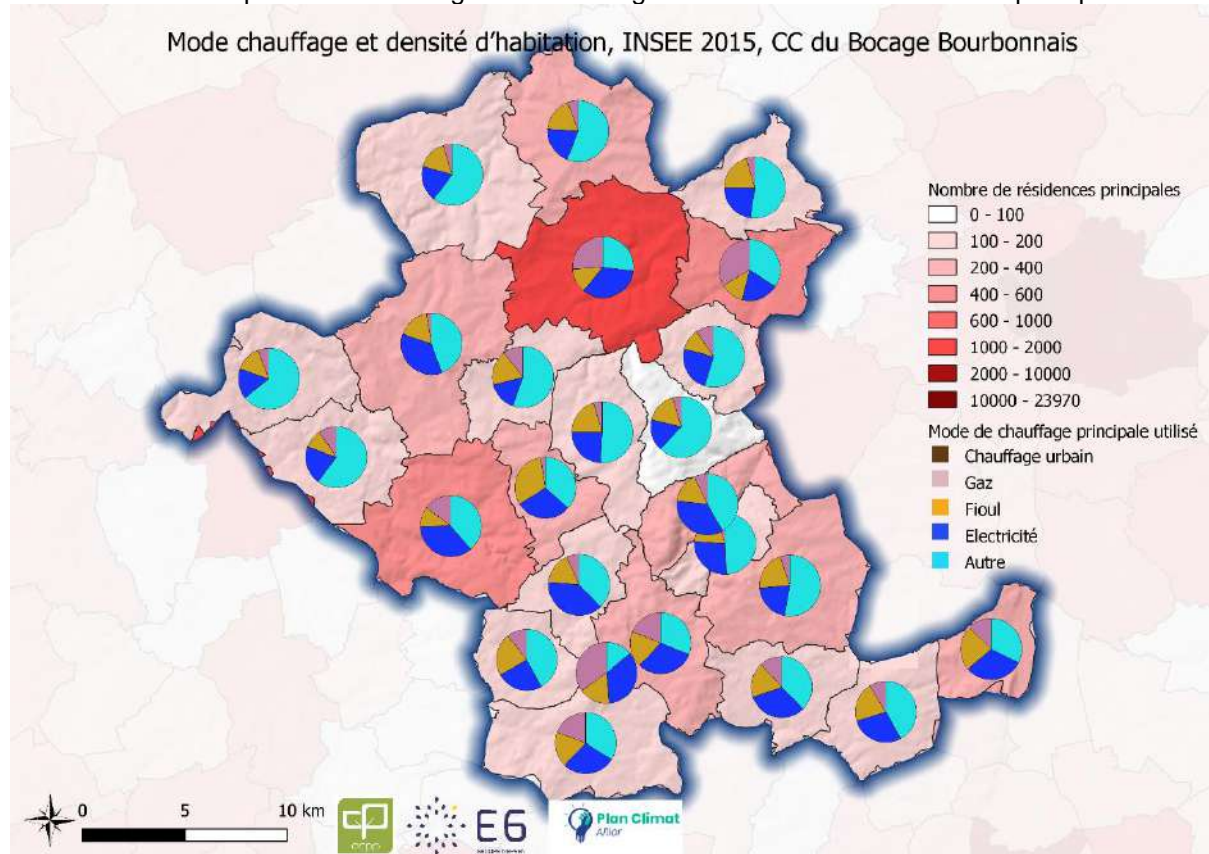 Mode chauffage et densité d'habitation, INSEE 2015, CC du Bocage Bourbonnais
Nombre de résidences principales
0 - 100
100 - 200
200 - 400
400 - 600
600 - 1000
1000 - 2000
2000 - 10000
10000 - 23970
Mode de chauffage principale utilisé
Chauffage urbain
Gaz
Fioul
Electricité
Autre
0 5 10 km
E6
Plan Climat
Allier